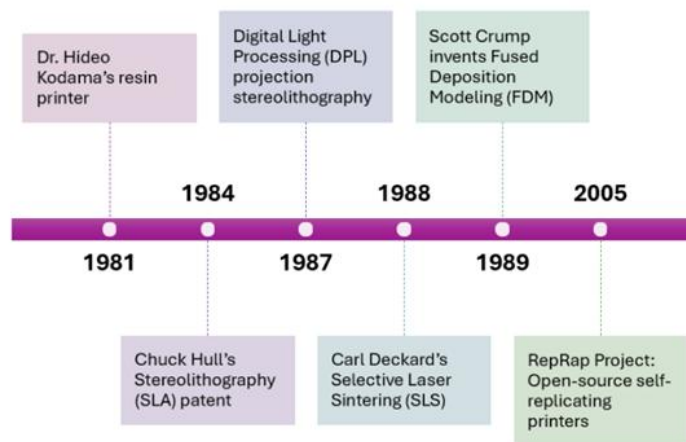 Dr. Hideo
Kodama's resin
printer
Digital Light
Processing (DPL)
projection
stereolithography
Scott Crump
invents Fused
Deposition
Modeling (FDM)
1984
1988
2005
1981
1987
1989
Chuck Hull's
Stereolithography
(SLA) patent
Carl Deckard's
Selective Laser
Sintering (SLS)
RepRap Project:
Open-source self-
replicating
printers